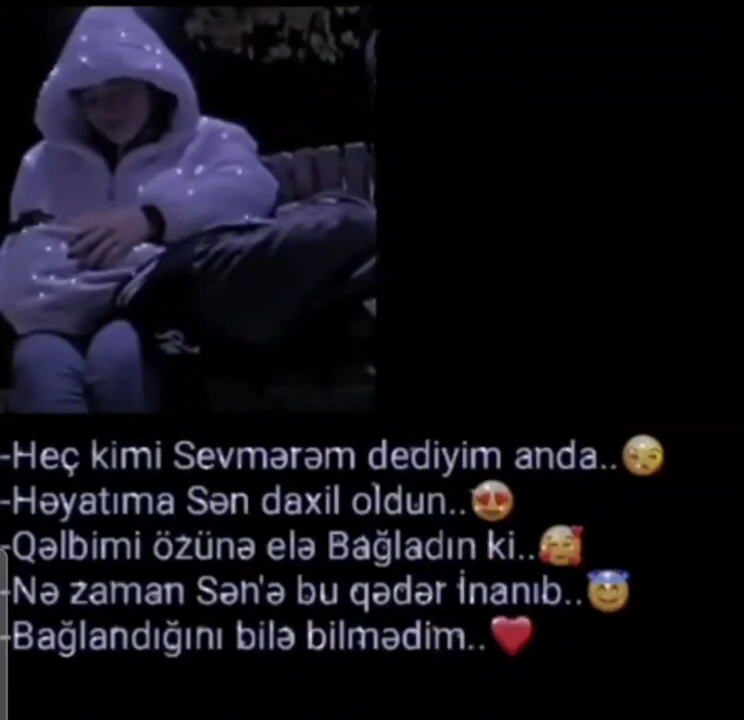 -Heç kimi Sevmərəm dediyim anda..😒
-Həyatıma Sən daxil oldun..😍
-Qəlbimi özünə elə Bağladın ki..🥰
-Nə zaman Sən'ə bu qədər İnanıb..😇
-Bağlandığını bilə bilmədim..❤️